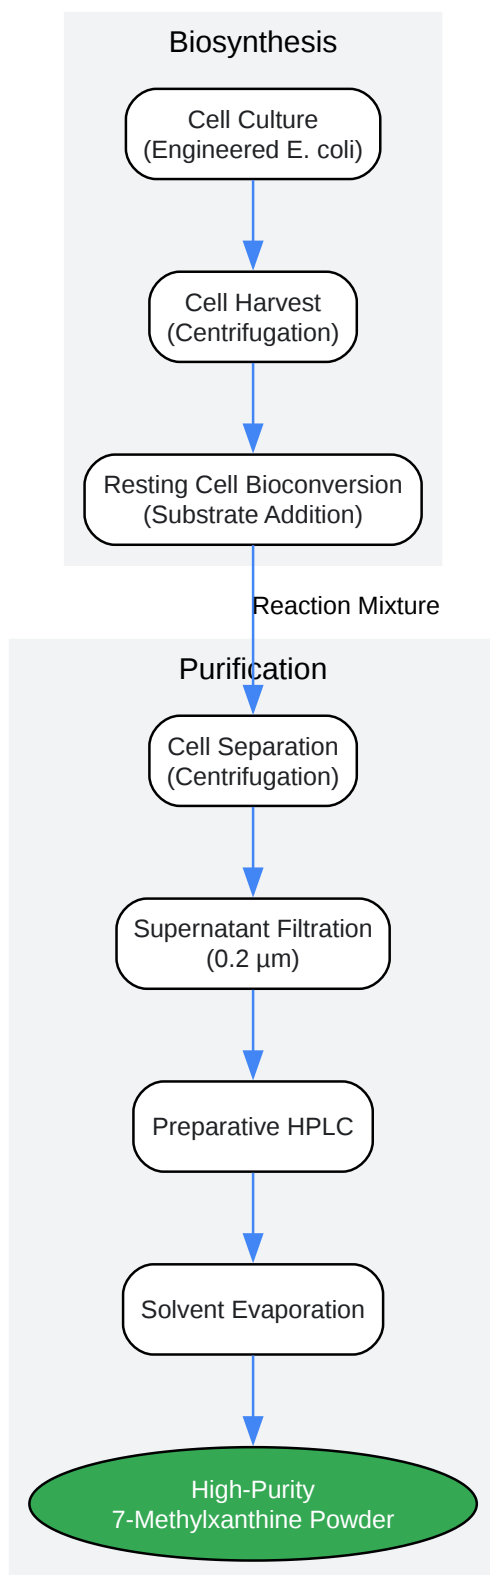 Biosynthesis
Cell Culture
(Engineered E. coli)
Cell Harvest
(Centrifugation)
Resting Cell Bioconversion
(Substrate Addition)
Reaction Mixture
Purification
Cell Separation
(Centrifugation)
Supernatant Filtration
(0.2 µm)
Preparative HPLC
Solvent Evaporation
High-Purity
7-Methylxanthine Powder